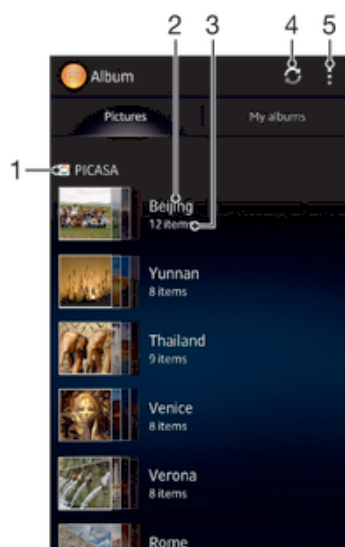 2 3 4 5
Album
Pictures My albums
1 PICASA
Beijing
12 items
Yunnan
8 items
Thailand
9 items
Venice
8 items
Verona
8 items
Rome